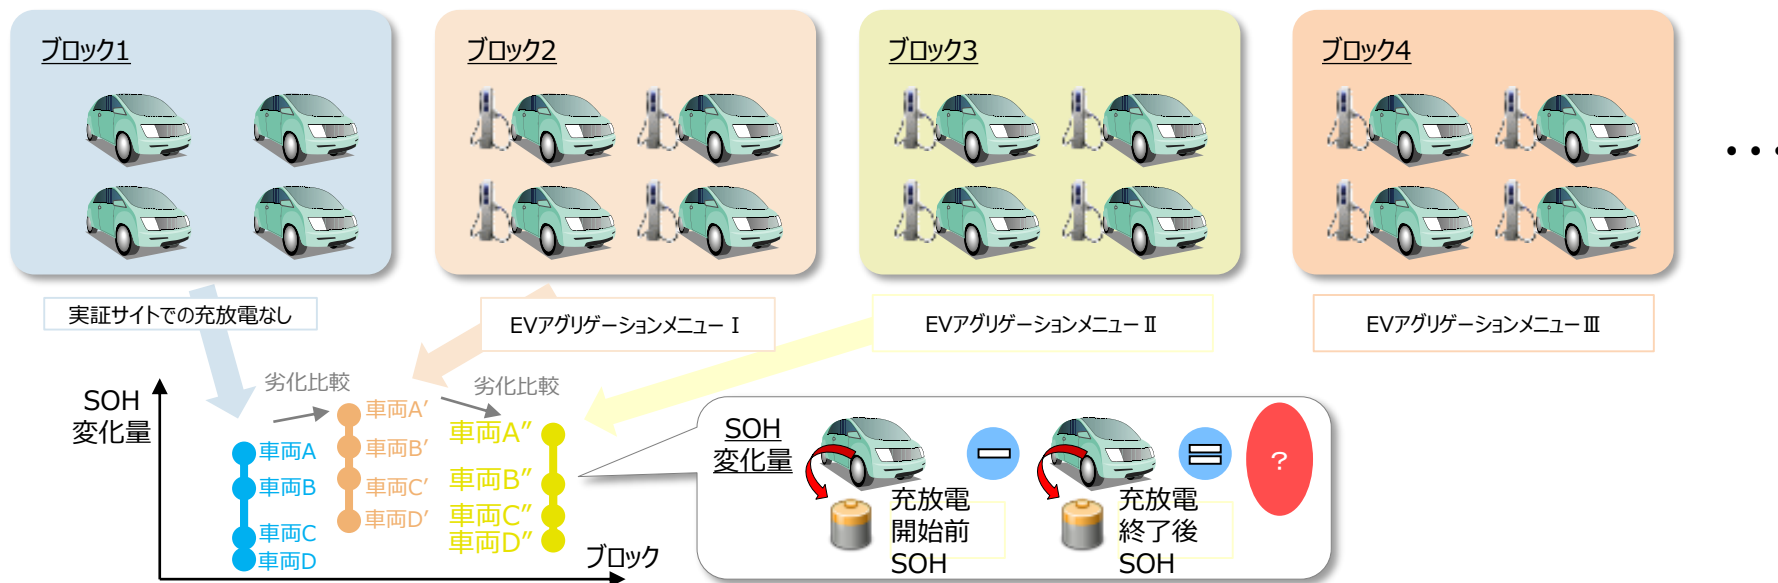 ブロック1
ブロック2
ブロック3
ブロック4
・・・
実証サイトでの充放電なし
EVアグリゲーションメニューⅠ
EVアグリゲーションメニューⅡ
EVアグリゲーションメニューⅢ
SOH
変化量
劣化比較
劣化比較
車両A
車両B
車両C
車両D
車両A’
車両B’
車両C’
車両D’
車両A”
車両B”
車両C”
車両D”
ブロック
SOH
変化量
充放電
開始前
SOH
充放電
終了後
SOH
?